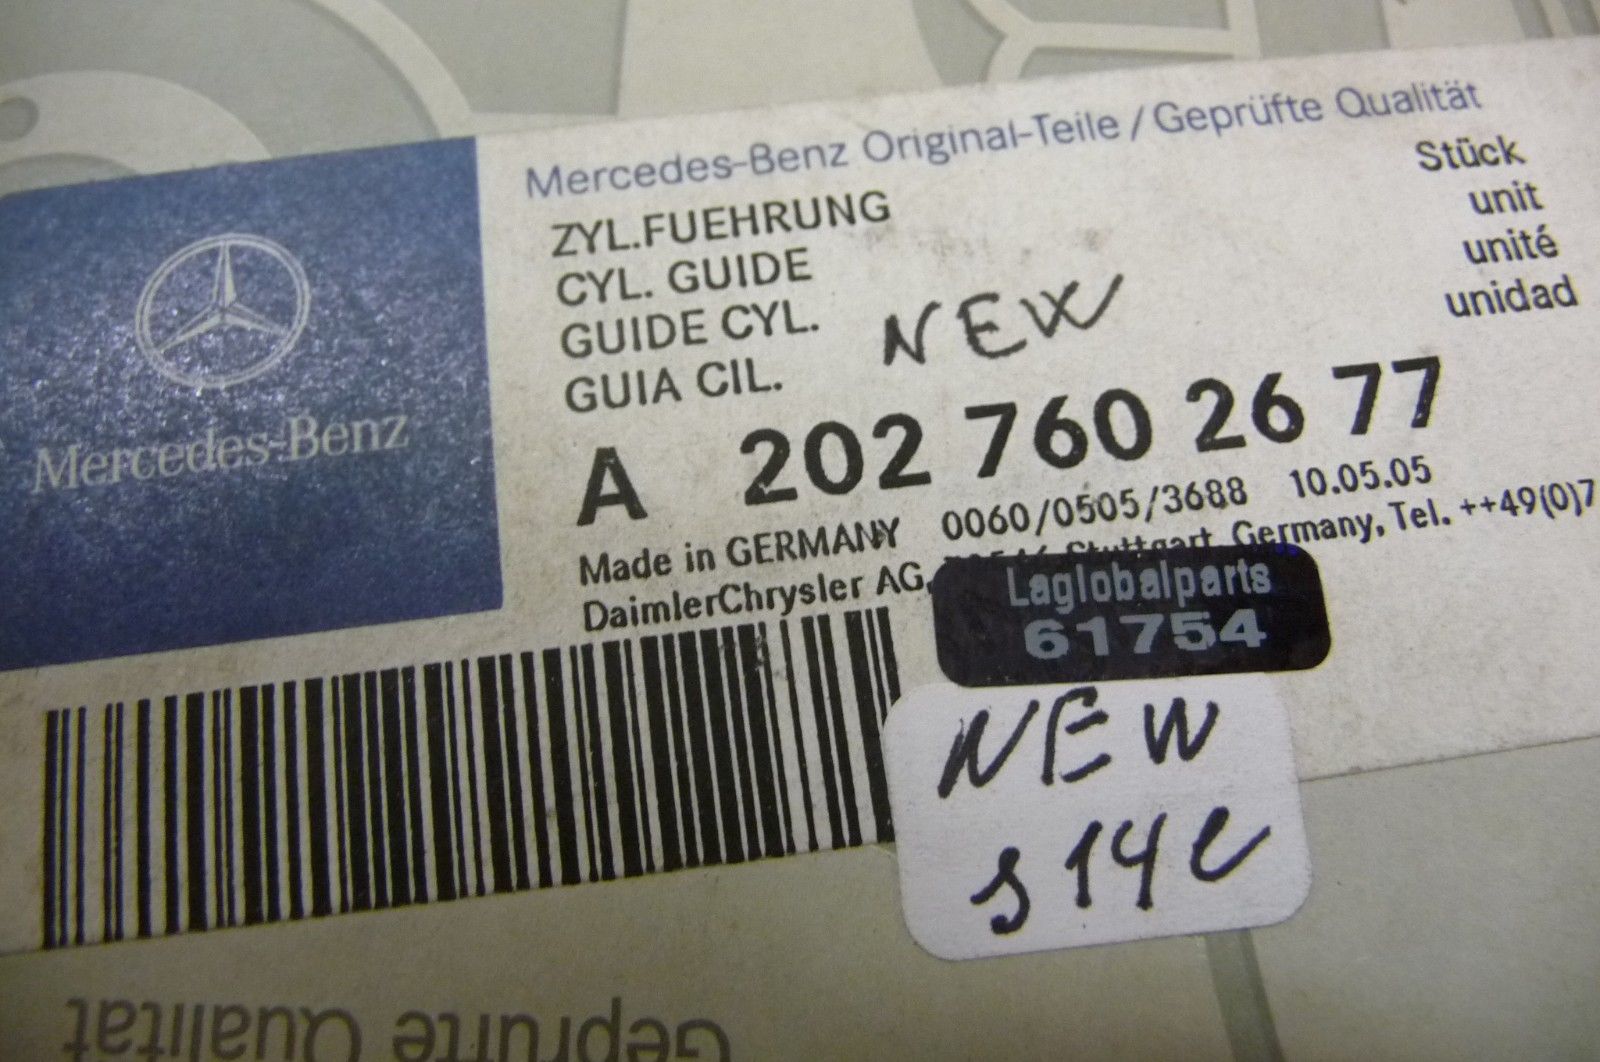 Mercedes-Benz
Mercedes-Benz Original-Teile / Geprüfte Qualität
ZYL.FUEHRUNG
CYL. GUIDE
GUIDE CYL.
GUIA CIL.
NEW
Stück
unit
unité
unidad
A 202 760 26 77
Made in GERMANY 0060/0505/3688 10.05.05
DaimlerChrysler AG, Stuttgart, Germany, Tel. ++49(0)7
Laglobalparts
61754
NEW
s14e
Geprüfte Qualität